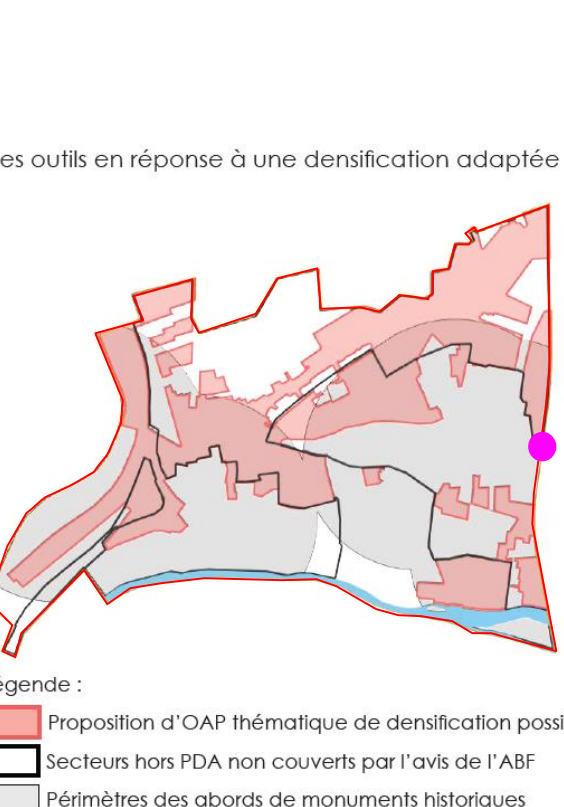 es outils en réponse à une densification adaptée
égende :
Proposition d'OAP thématique de densification possi
Secteurs hors PDA non couverts par l'avis de l'ABF
Périmètres des abords de monuments historiques